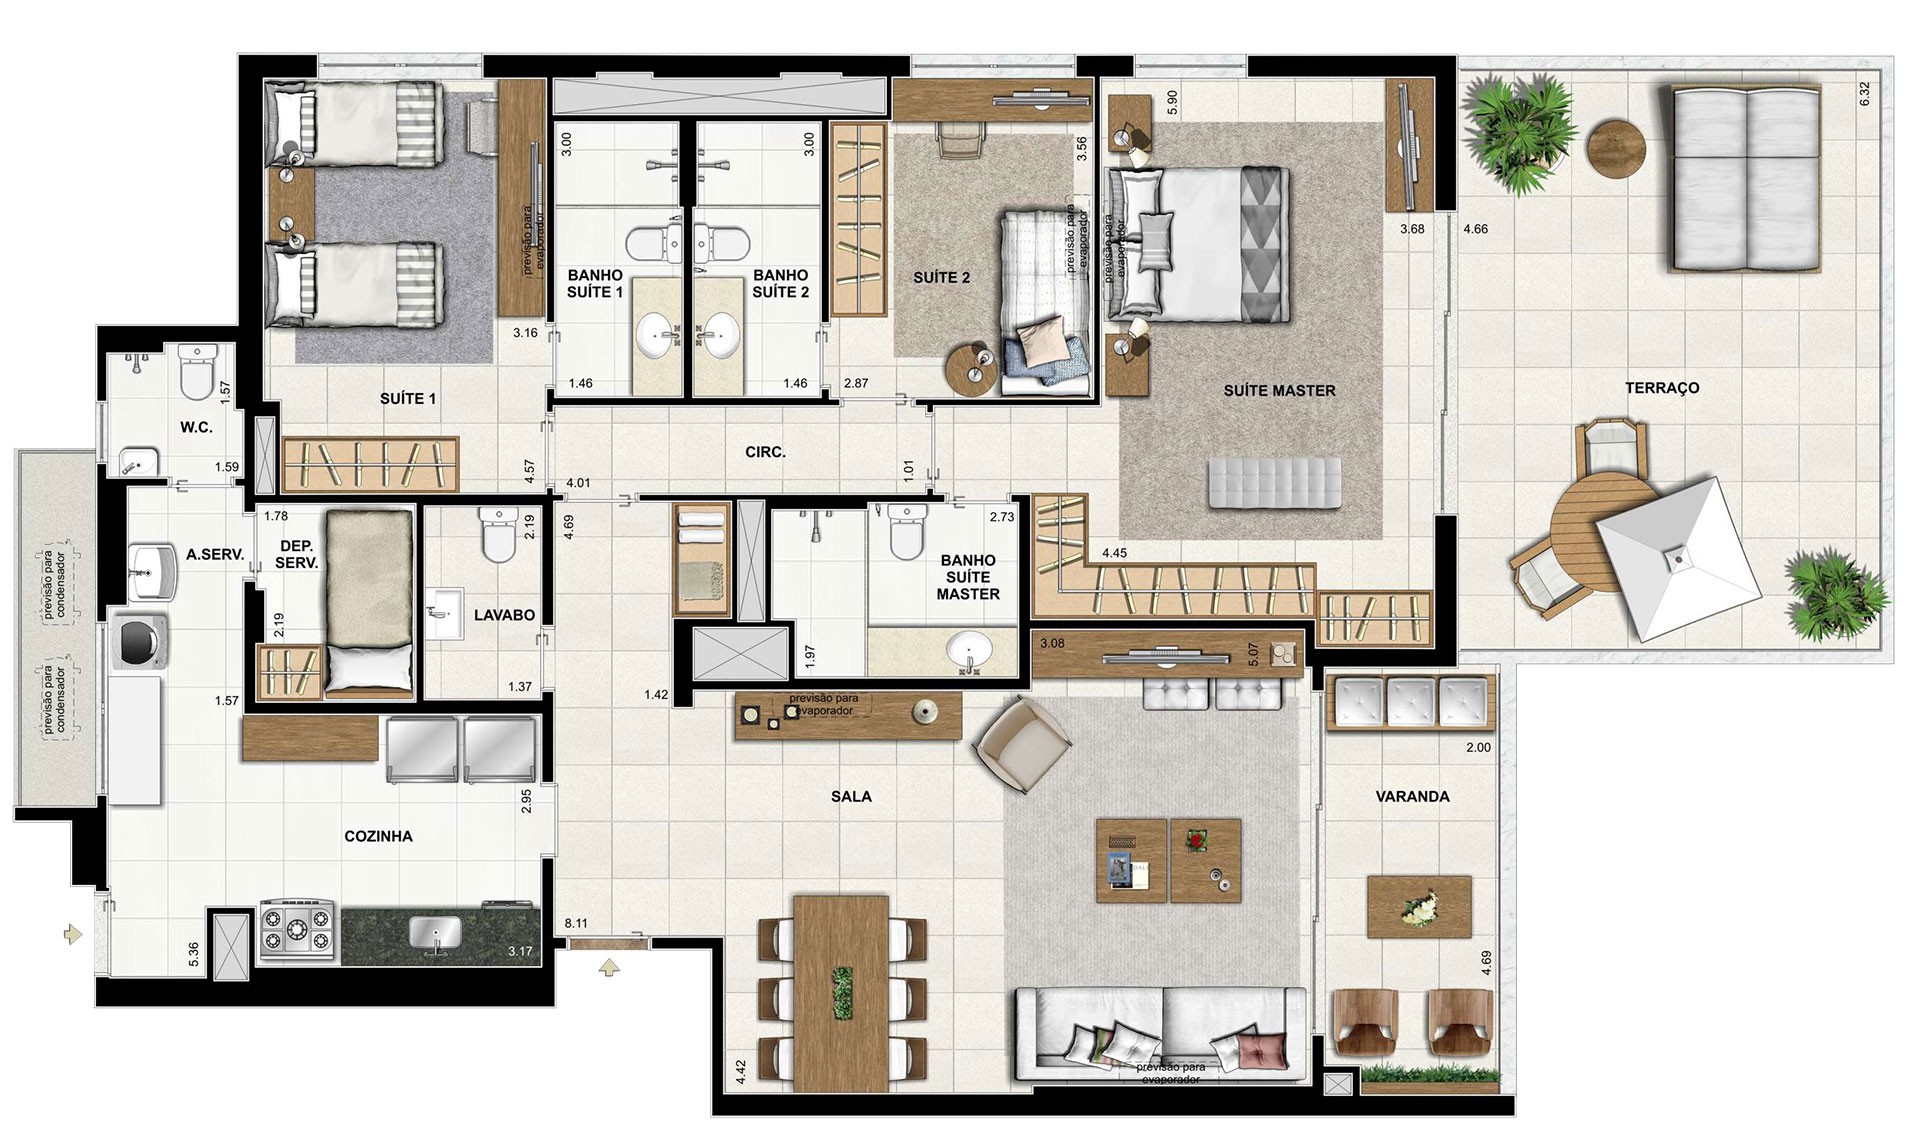 6.32
5.90
3.00
3.00
3.56
previsão para
evaporador
previsão para
evaporador
previsão para
evaporador
3.68
4.66
BANHO
SUÍTE 1
BANHO
SUÍTE 2
SUÍTE 2
3.16
1.46
1.46
2.87
SUÍTE 1
SUÍTE MASTER
TERRAÇO
1.57
W.C.
1.59
CIRC.
4.57
4.01
1.01
1.78
2.19
4.69
2.73
A.SERV.
DEP.
SERV.
4.45
BANHO
SUÍTE
MASTER
previsão para
condensador
2.19
LAVABO
1.97
3.08
5.07
previsão para
condensador
1.57
1.37
1.42
previsão para
evaporador
2.00
2.95
SALA
VARANDA
COZINHA
8.11
5.36
3.17
4.69
4.42
previsão para
evaporador